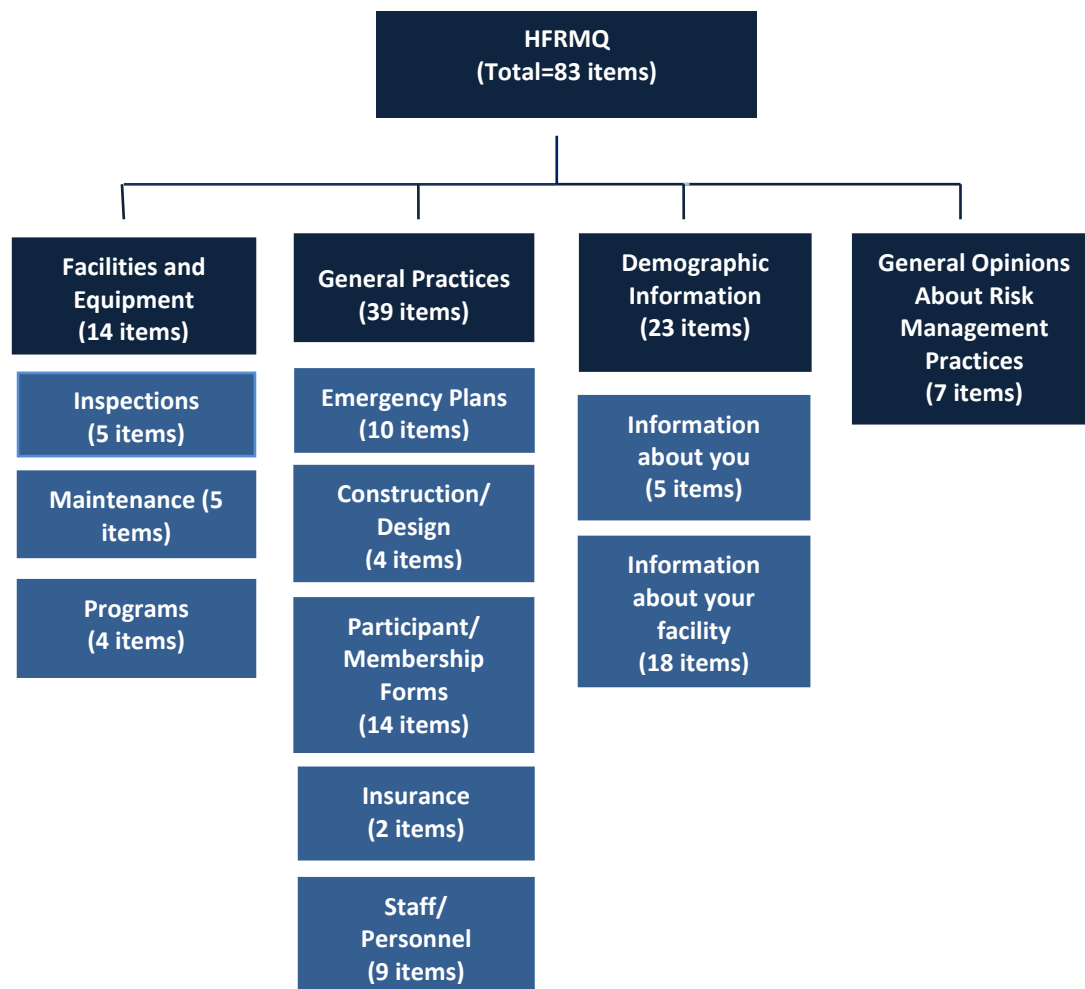 HFRMQ
(Total=83 items)
Facilities and
Equipment
(14 items)
Inspections
(5 items)
Maintenance (5
items)
Programs
(4 items)
General Practices
(39 items)
Emergency Plans
(10 items)
Construction/
Design
(4 items)
Participant/
Membership
Forms
(14 items)
Insurance
(2 items)
Staff/
Personnel
(9 items)
Demographic
Information
(23 items)
Information
about you
(5 items)
Information
about your
facility
(18 items)
General Opinions
About Risk
Management
Practices
(7 items)